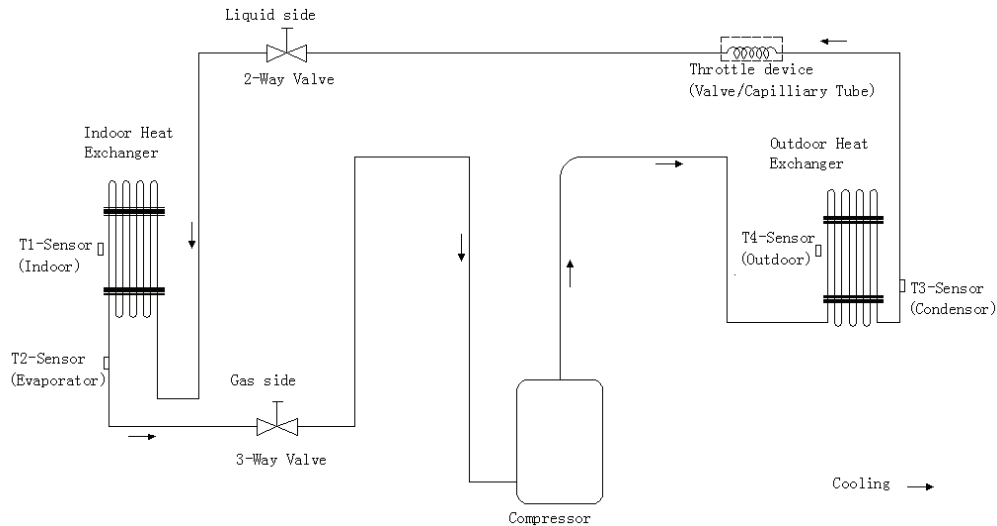 Liquid side
2-Way Valve
Throttle device
(Valve/Capilliary Tube)
Indoor Heat
Exchanger
Outdoor Heat
Exchanger
T1-Sensor
(Indoor)
T4-Sensor
(Outdoor)
T3-Sensor
(Condensor)
T2-Sensor
(Evaporator)
Gas side
3-Way Valve
Cooling
Compressor